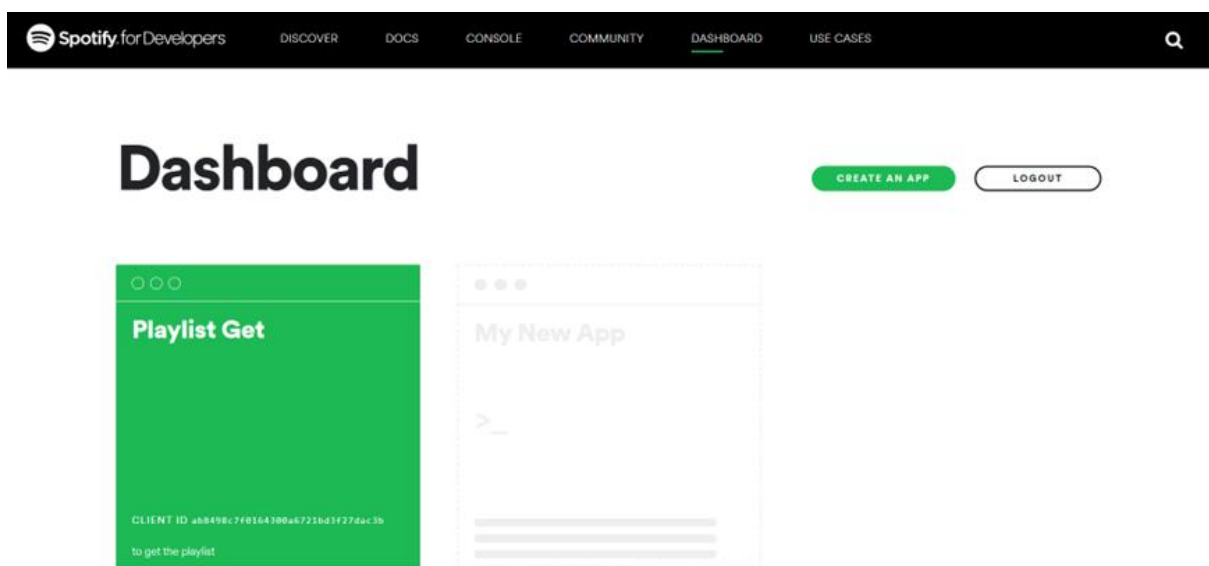 Spotify for Developers DISCOVER DOCS CONSOLE COMMUNITY DASHBOARD USE CASES
Dashboard
CREATE AN APP LOGOUT
Playlist Get
My New App
>_
CLIENT ID ab8498c7f0164300a6721bd3f27dac3b
to get the playlist